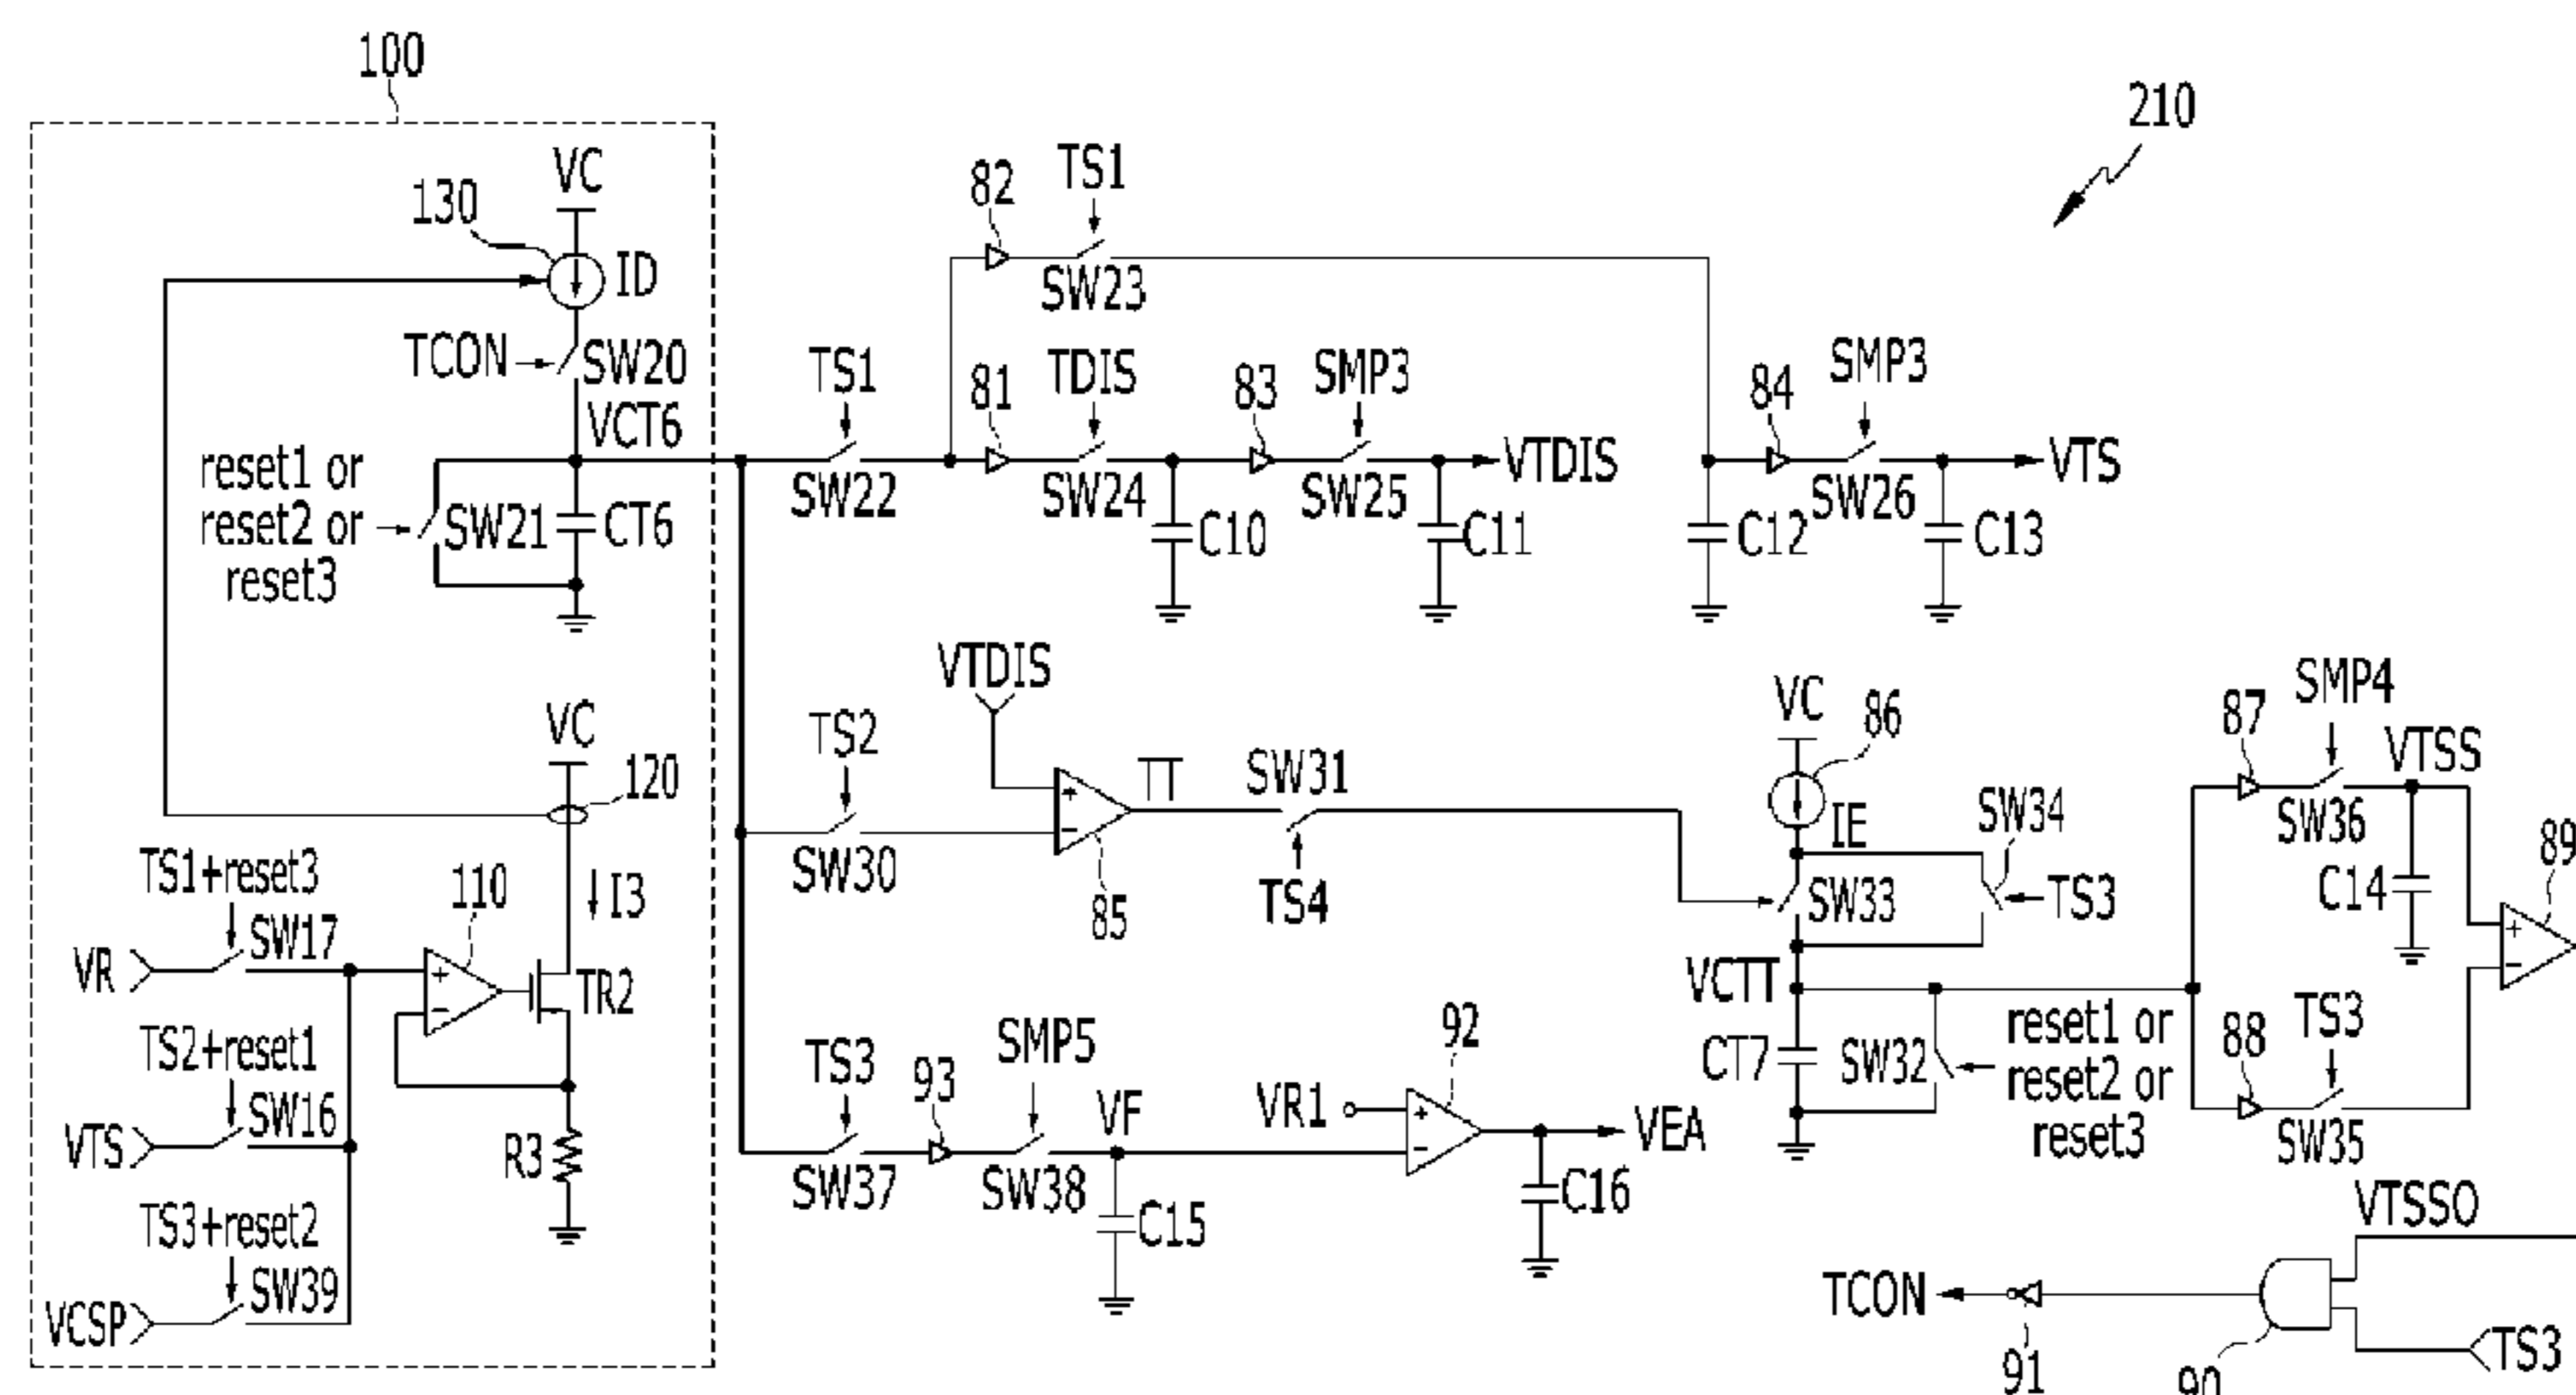 100
210
VC
130
ID
TCON
SW20
VCT6
reset1 or
reset2 or
reset3
SW21
CT6
VC
120
I3
TS1+reset3
SW17
VR
110
TR2
TS2+reset1
SW16
VTS
R3
TS3+reset2
SW39
VCSP
82
TS1
SW23
TS1
SW22
81
TDIS
SW24
C10
83
SMP3
SW25
VTDIS
C11
84
SMP3
SW26
VTS
C12
C13
VTDIS
TS2
SW30
+
−
85
TT
SW31
TS4
VC
86
IE
SW34
TS3
SW33
VCTT
CT7
SW32
reset1 or
reset2 or
reset3
87
SMP4
SW36
VTSS
C14
89
+
−
88
TS3
SW35
TS3
SW37
93
SMP5
SW38
VF
C15
VR1
92
+
−
VEA
C16
VTSSO
TCON
91
90
TS3
+
−